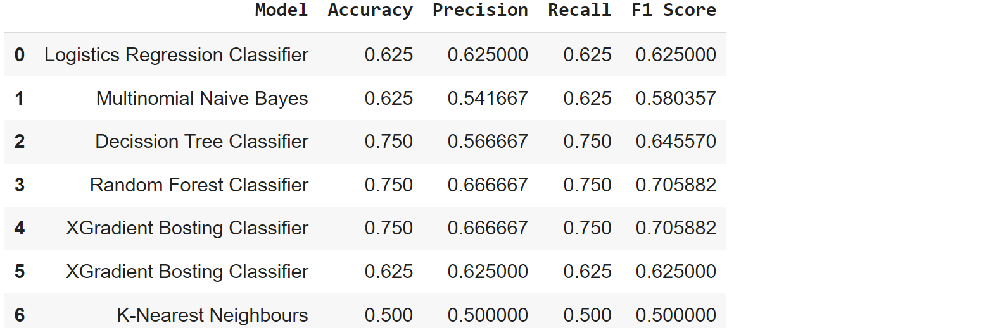 Model Accuracy Precision Recall F1 Score
0 Logistics Regression Classifier 0.625 0.625000 0.625 0.625000
1 Multinomial Naive Bayes 0.625 0.541667 0.625 0.580357
2 Decission Tree Classifier 0.750 0.566667 0.750 0.645570
3 Random Forest Classifier 0.750 0.666667 0.750 0.705882
4 XGradient Bosting Classifier 0.750 0.666667 0.750 0.705882
5 XGradient Bosting Classifier 0.625 0.625000 0.625 0.625000
6 K-Nearest Neighbours 0.500 0.500000 0.500 0.500000